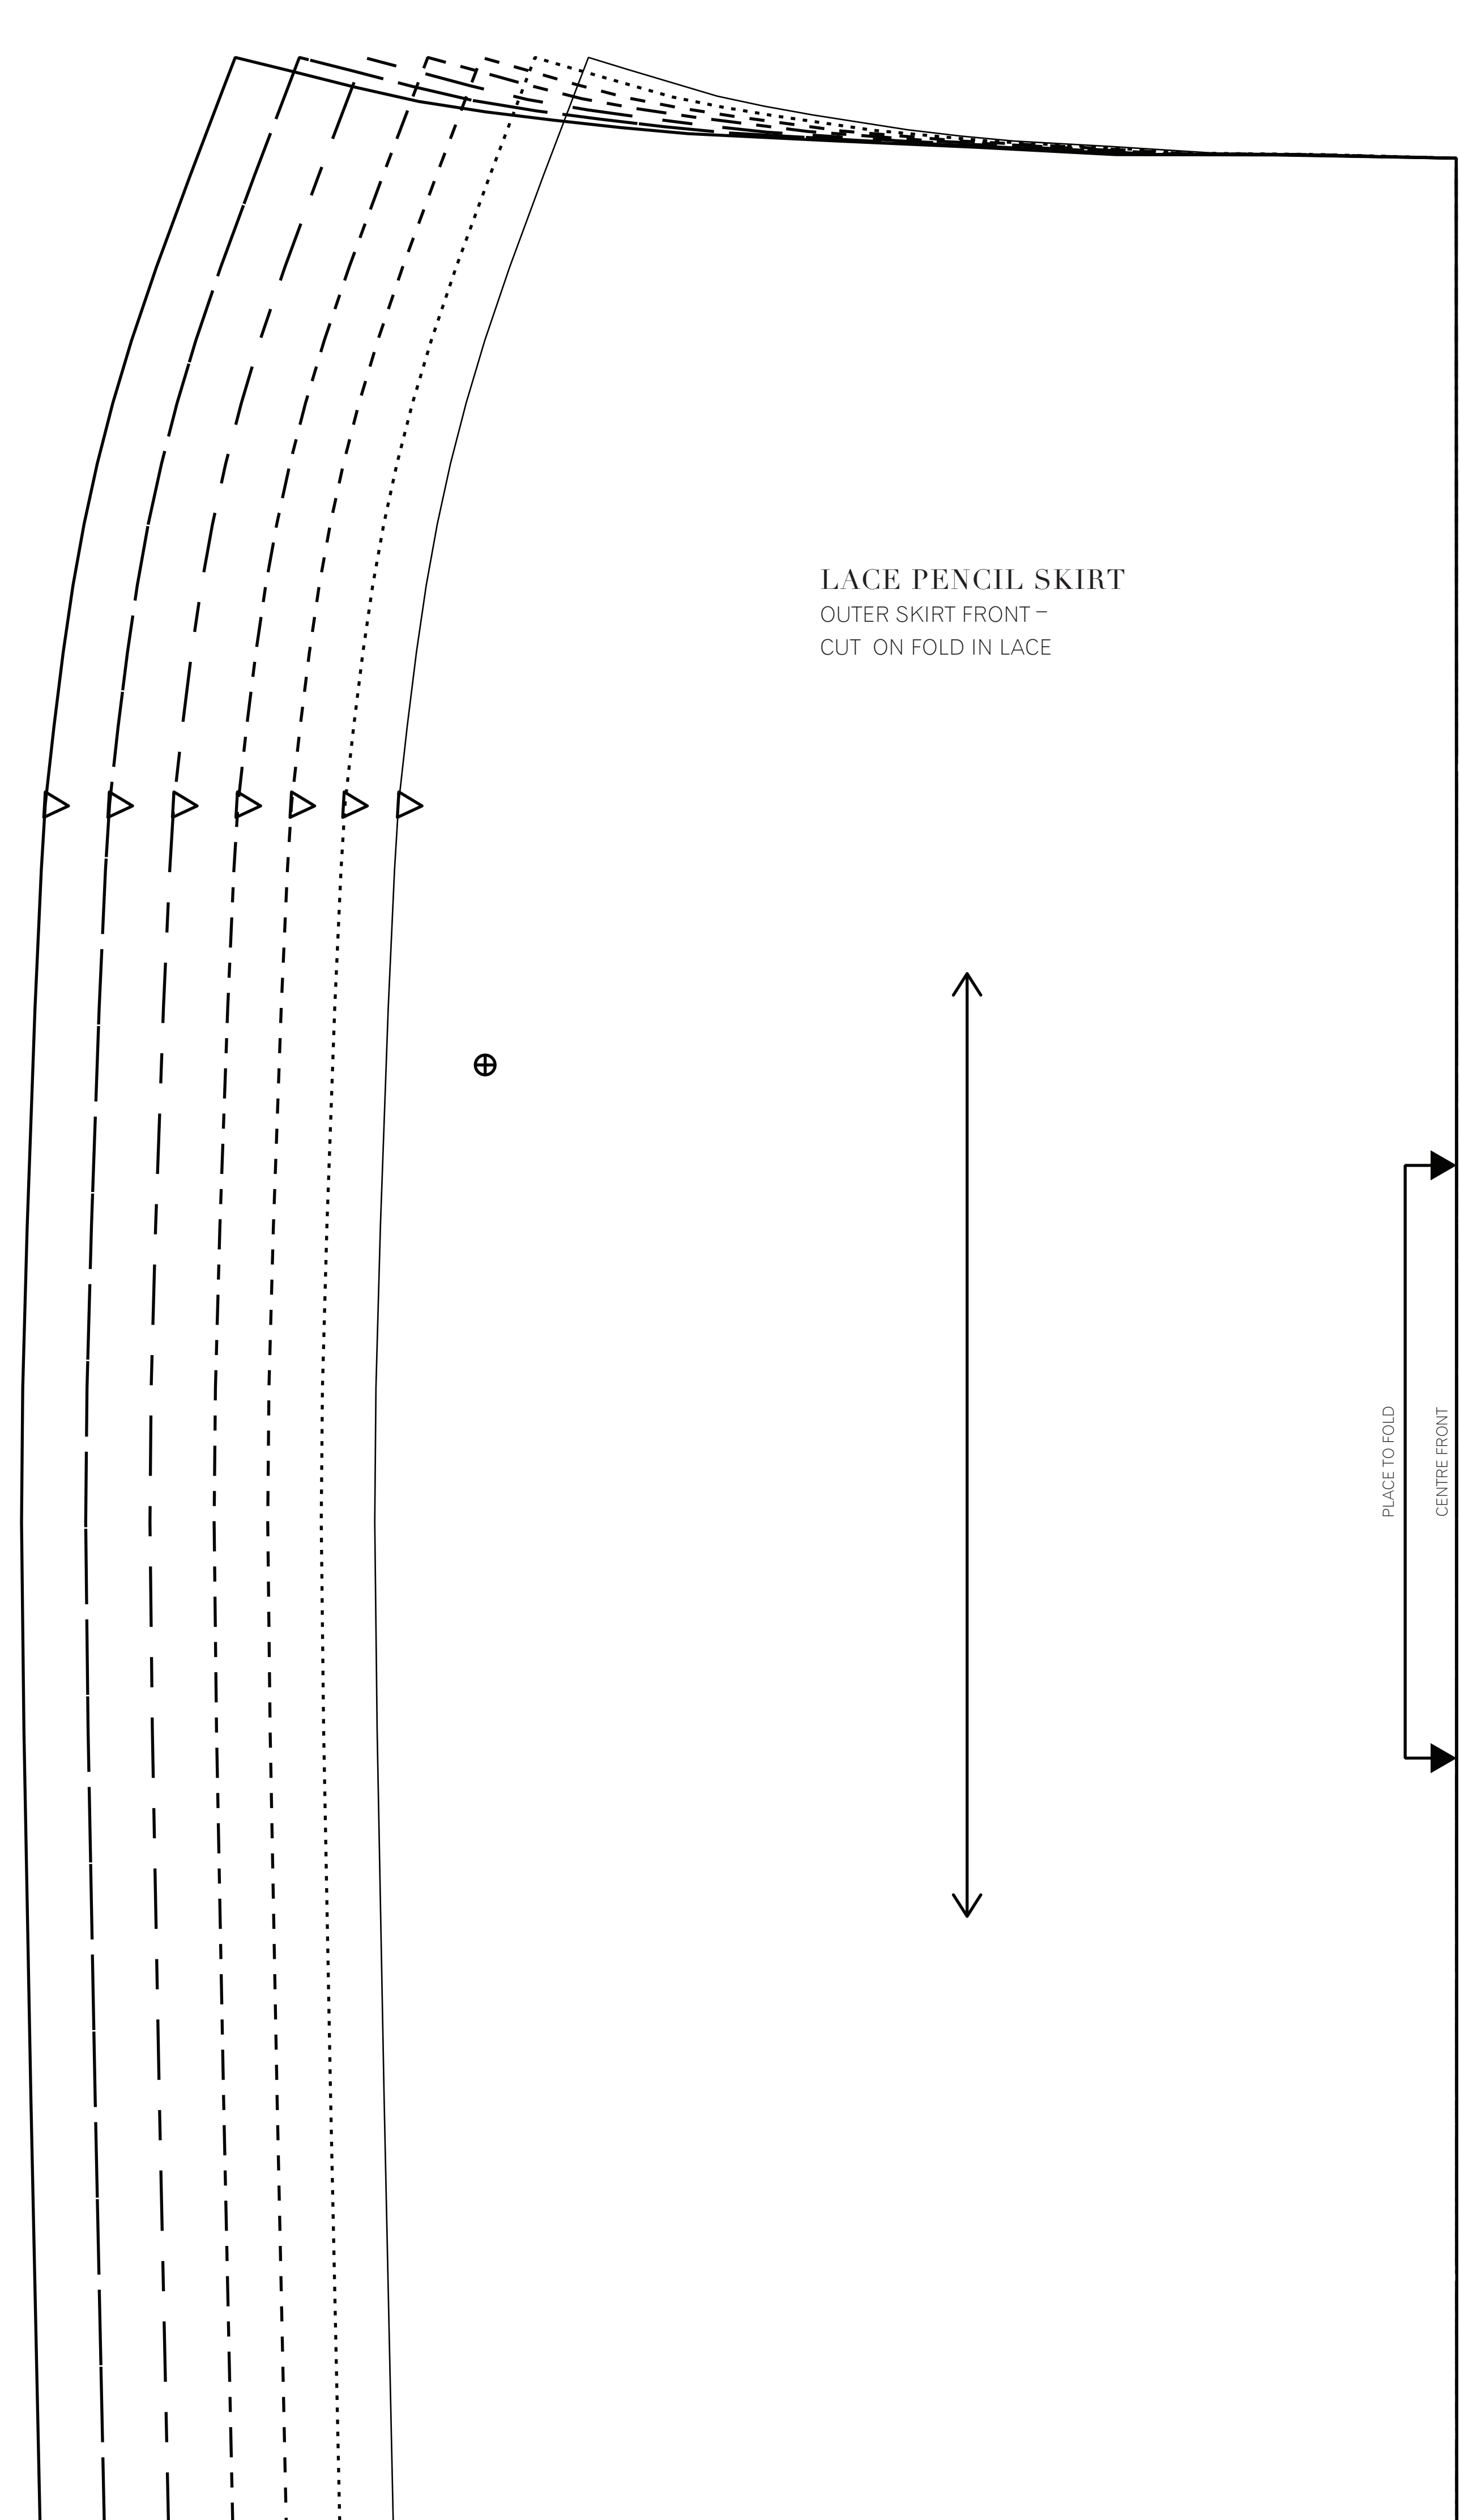 LACE PENCIL SKIRT
OUTER SKIRT FRONT –
CUT ON FOLD IN LACE
PLACE TO FOLD
CENTRE FRONT